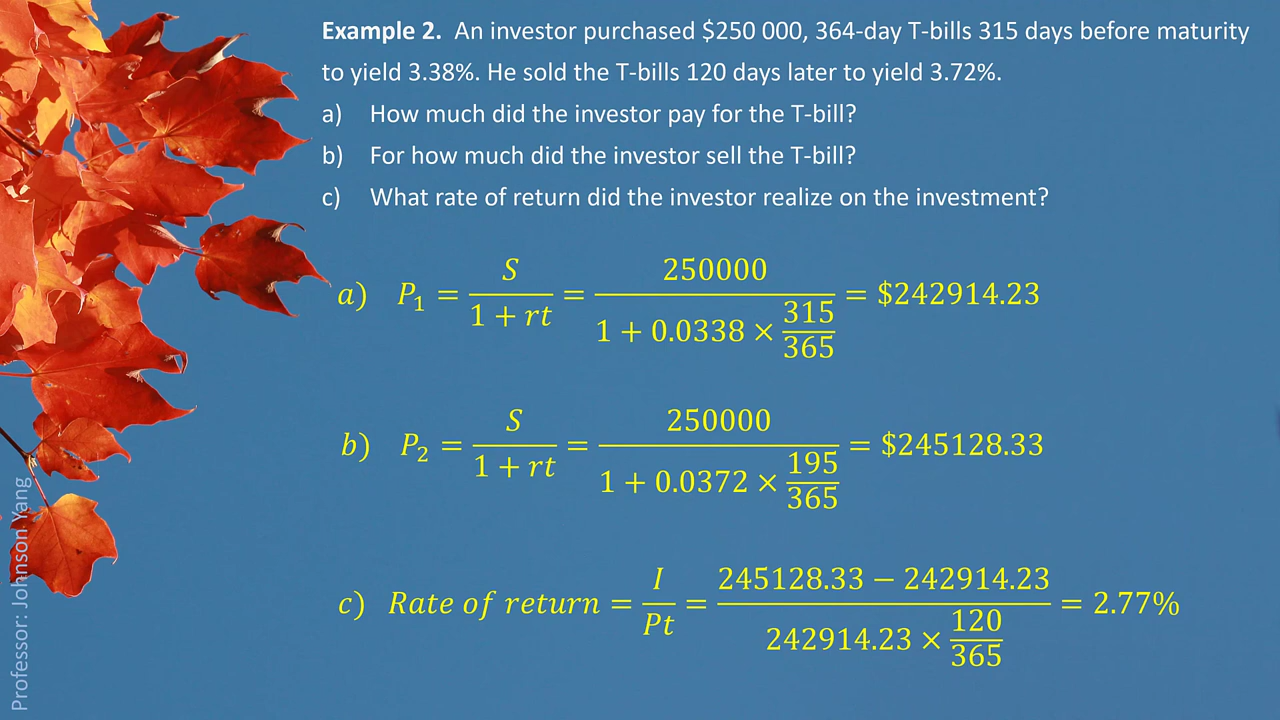 Example 2. An investor purchased $250 000, 364-day T-bills 315 days before maturity
to yield 3.38%. He sold the T-bills 120 days later to yield 3.72%.
a) How much did the investor pay for the T-bill?
b) For how much did the investor sell the T-bill?
c) What rate of return did the investor realize on the investment?
a) P₁ = S / (1 + rt) = 250000 / (1 + 0.0338 × 315/365) = $242914.23
b) P₂ = S / (1 + rt) = 250000 / (1 + 0.0372 × 195/365) = $245128.33
c) Rate of return = I / Pt = (245128.33 − 242914.23) / (242914.23 × 120/365) = 2.77%
Professor: Johnson Yang